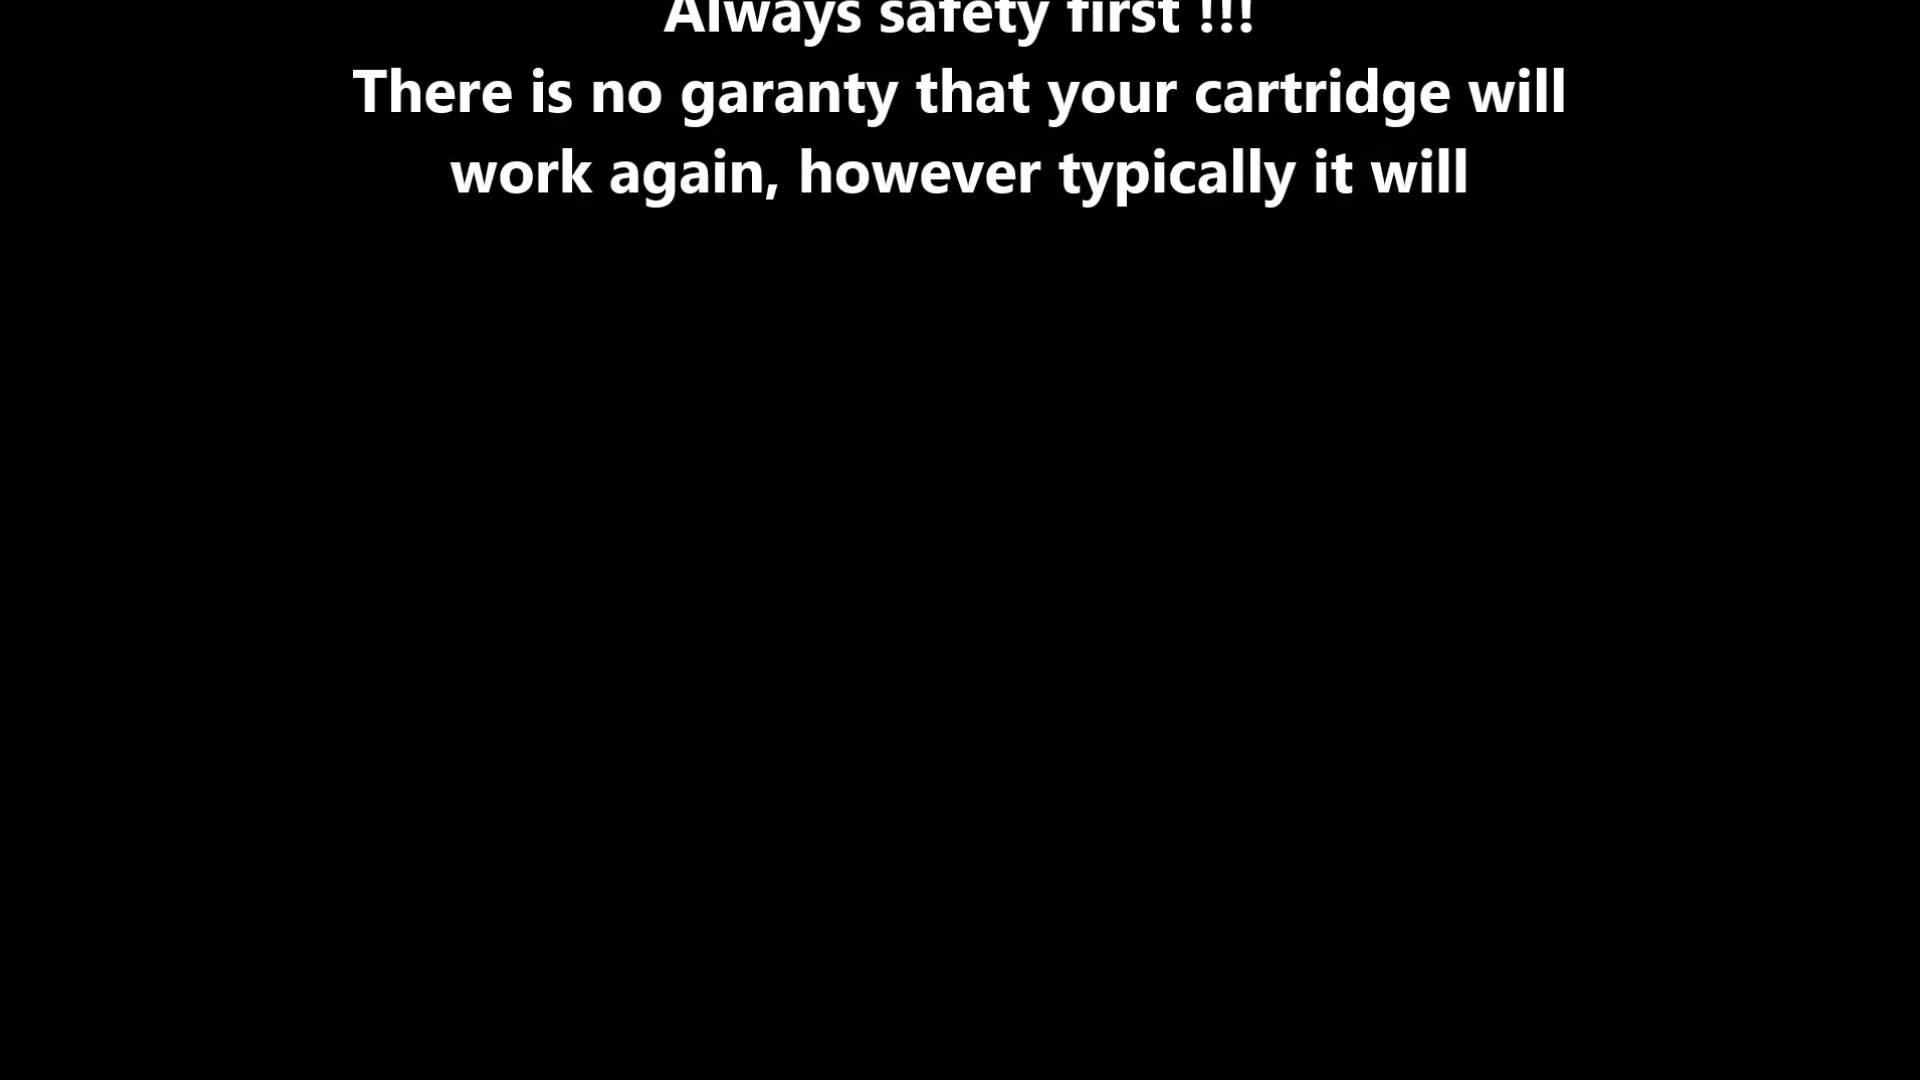 Always safety first !!!
There is no garanty that your cartridge will
work again, however typically it will